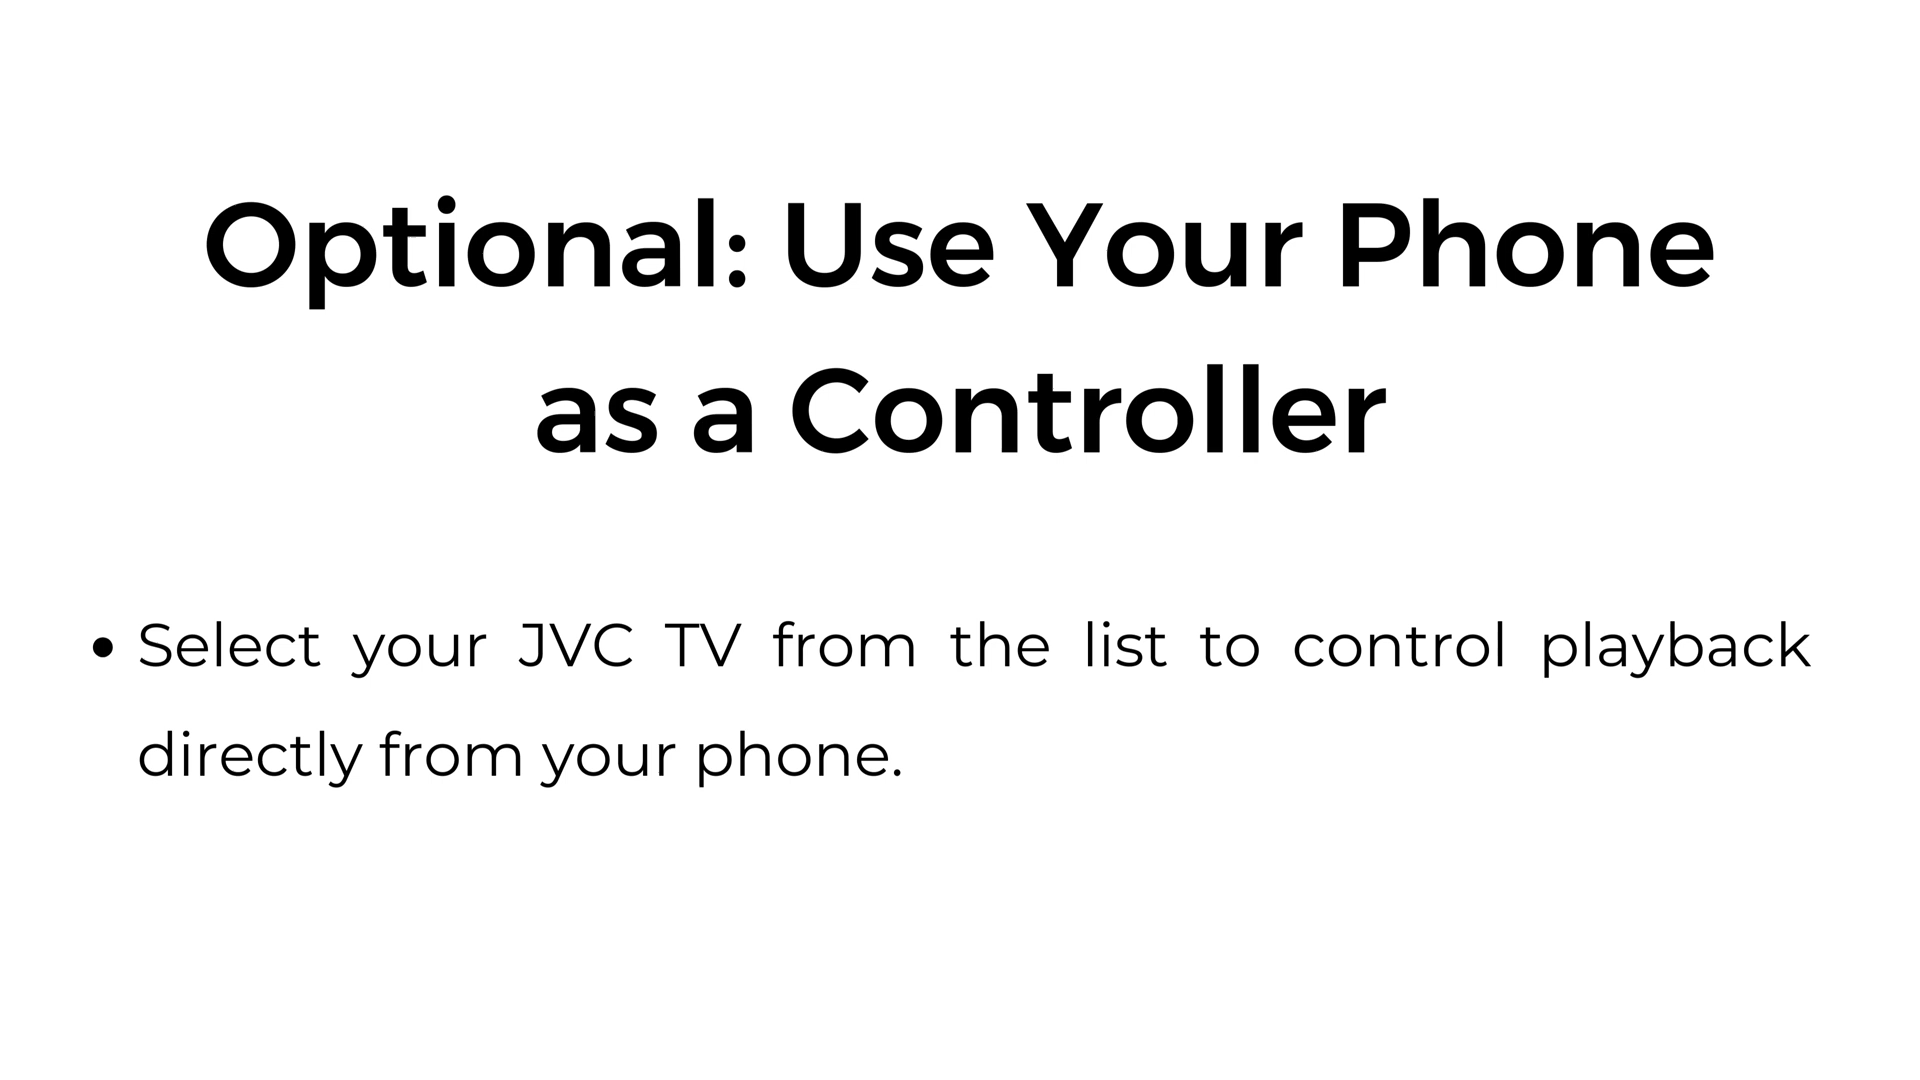 Optional: Use Your Phone
as a Controller
• Select your JVC TV from the list to control playback
directly from your phone.